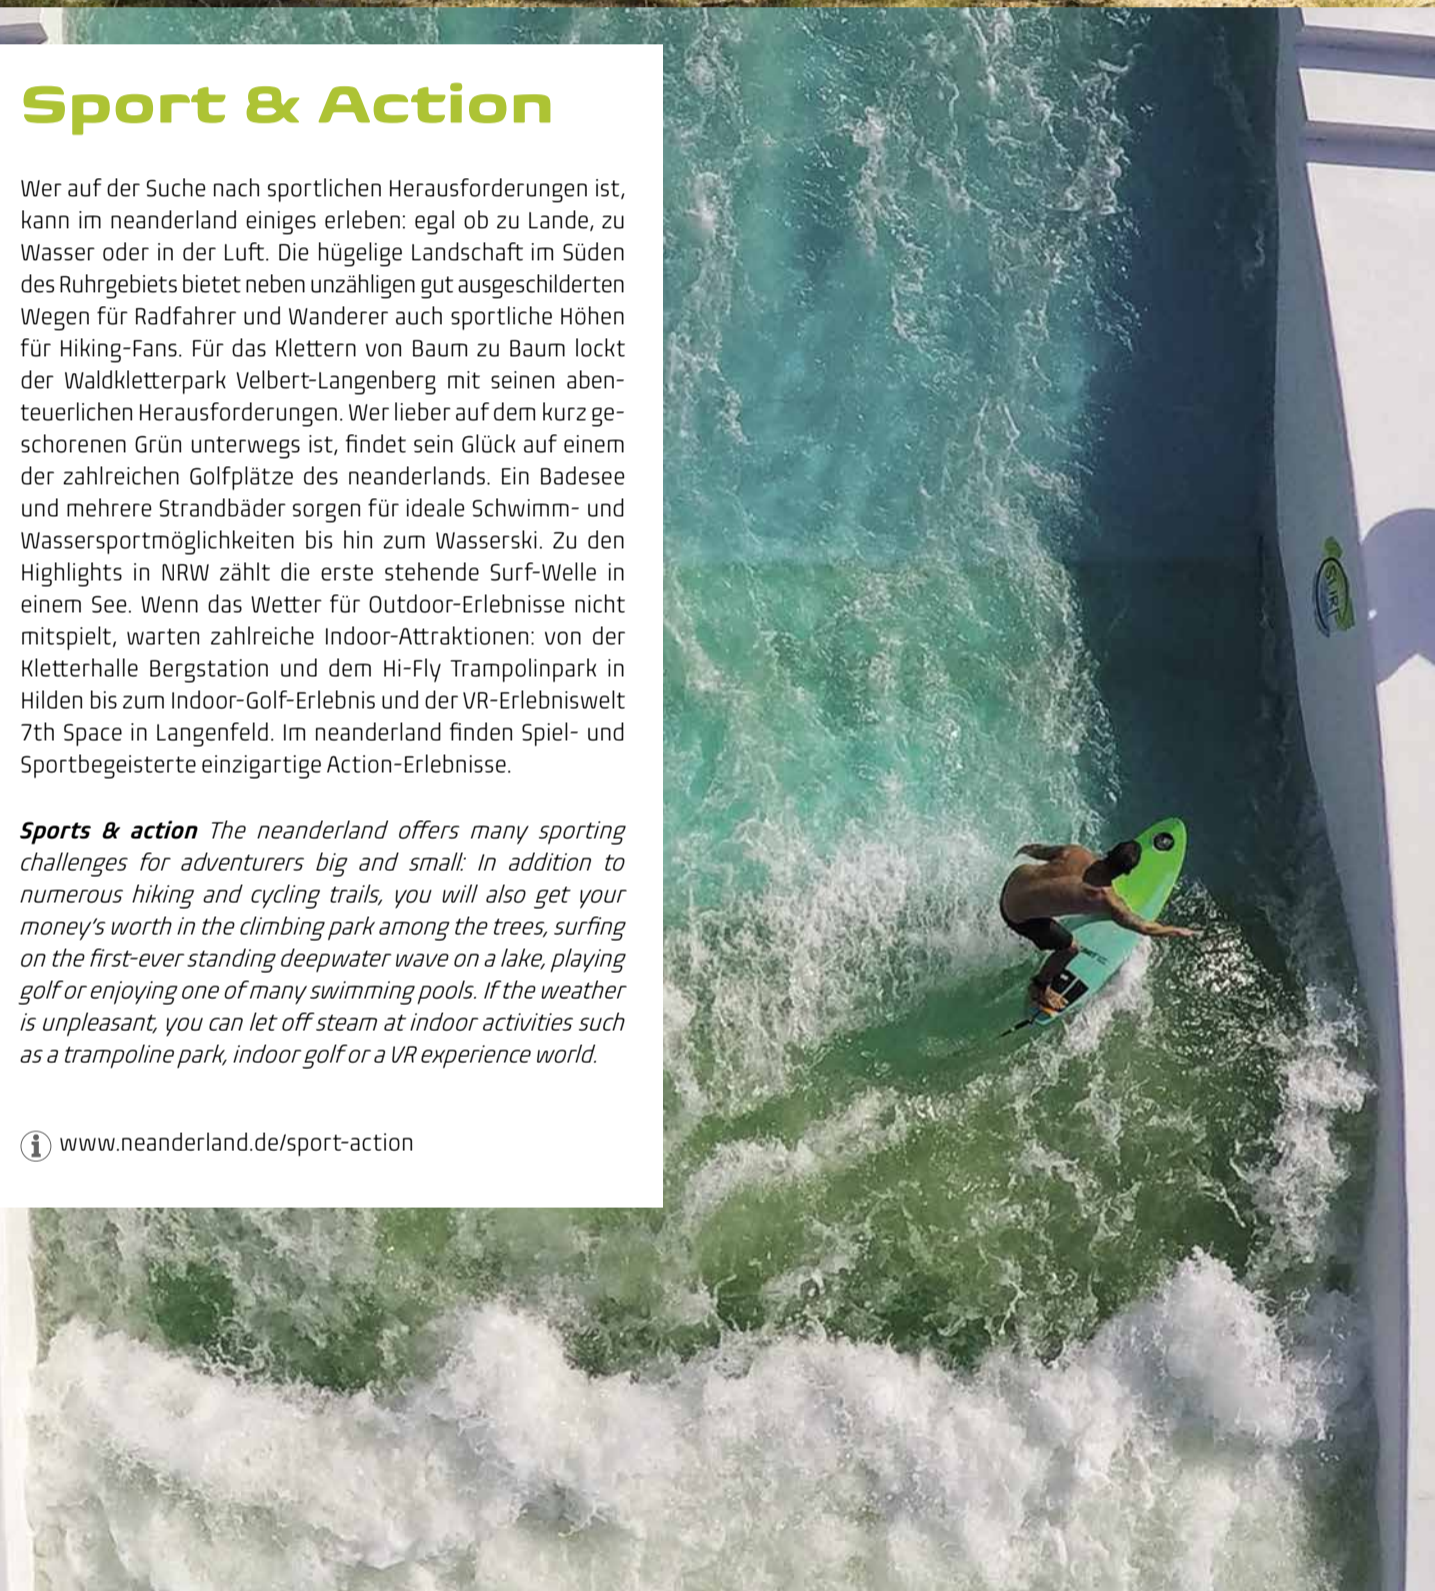 Sport & Action
Wer auf der Suche nach sportlichen Herausforderungen ist,
kann im neanderland einiges erleben: egal ob zu Lande, zu
Wasser oder in der Luft. Die hügelige Landschaft im Süden
des Ruhrgebiets bietet neben unzähligen gut ausgeschilderten
Wegen für Radfahrer und Wanderer auch sportliche Höhen
für Hiking-Fans. Für das Klettern von Baum zu Baum lockt
der Waldkletterpark Velbert-Langenberg mit seinen aben-
teuerlichen Herausforderungen. Wer lieber auf dem kurz ge-
schorenen Grün unterwegs ist, findet sein Glück auf einem
der zahlreichen Golfplätze des neanderlands. Ein Badesee
und mehrere Strandbäder sorgen für ideale Schwimm- und
Wassersportmöglichkeiten bis hin zum Wasserski. Zu den
Highlights in NRW zählt die erste stehende Surf-Welle in
einem See. Wenn das Wetter für Outdoor-Erlebnisse nicht
mitspielt, warten zahlreiche Indoor-Attraktionen: von der
Kletterhalle Bergstation und dem Hi-Fly Trampolinpark in
Hilden bis zum Indoor-Golf-Erlebnis und der VR-Erlebniswelt
7th Space in Langenfeld. Im neanderland finden Spiel- und
Sportbegeisterte einzigartige Action-Erlebnisse.
Sports & action The neanderland offers many sporting
challenges for adventurers big and small: In addition to
numerous hiking and cycling trails, you will also get your
money's worth in the climbing park among the trees, surfing
on the first-ever standing deepwater wave on a lake, playing
golf or enjoying one of many swimming pools. If the weather
is unpleasant, you can let off steam at indoor activities such
as a trampoline park, indoor golf or a VR experience world.
www.neanderland.de/sport-action
SURF